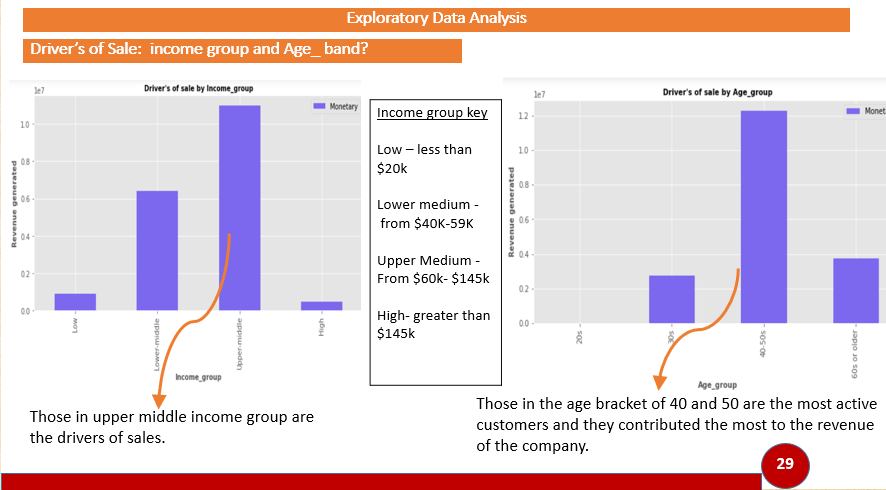 Exploratory Data Analysis
Driver's of Sale:  income group and Age_ band?
1e7
Driver's of sale by Income_group
Monetary
1.0
0.8
0.6
0.4
0.2
0.0
Revenue generated
Low
Lower-middle
Upper-middle
High
Income_group
Income group key
Low – less than
$20k
Lower medium -
from $40K-59K
Upper Medium -
From $60k- $145k
High- greater than
$145k
1e7
Driver's of sale by Age_group
Monet
1.2
1.0
0.8
0.6
0.4
0.2
0.0
Revenue generated
20s
30s
40-50s
60s or older
Age_group
Those in upper middle income group are
the drivers of sales.
Those in the age bracket of 40 and 50 are the most active
customers and they contributed the most to the revenue
of the company.
29